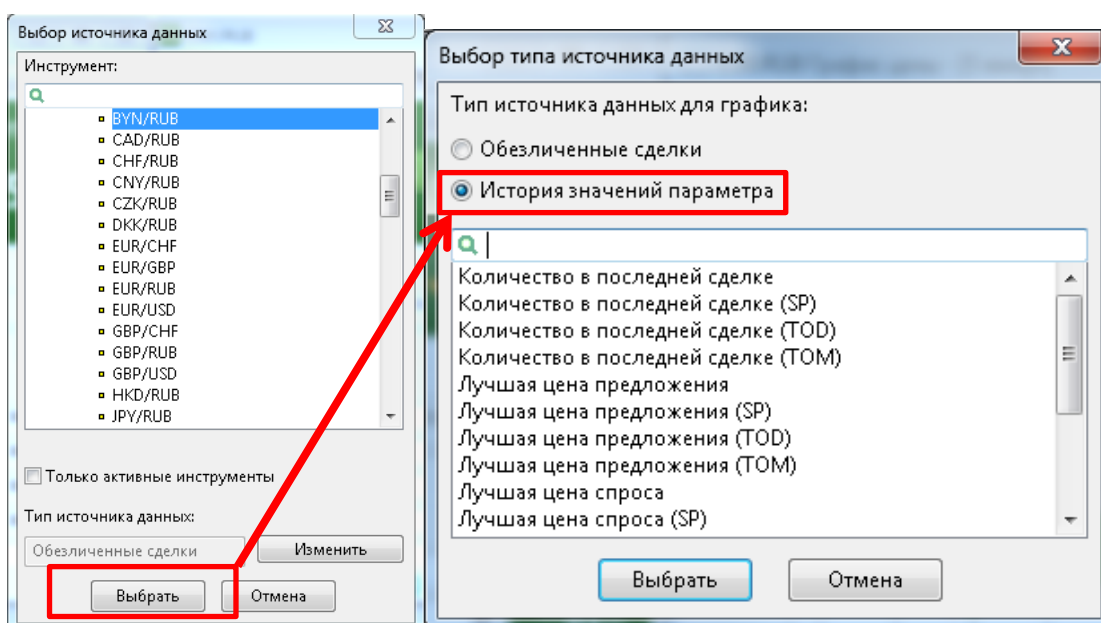 Выбор источника данных
Инструмент:
BYN/RUB
CAD/RUB
CHF/RUB
CNY/RUB
CZK/RUB
DKK/RUB
EUR/CHF
EUR/GBP
EUR/RUB
EUR/USD
GBP/CHF
GBP/RUB
GBP/USD
HKD/RUB
JPY/RUB
Только активные инструменты
Тип источника данных:
Обезличенные сделки
Изменить
Выбрать
Отмена
Выбор типа источника данных
Тип источника данных для графика:
Обезличенные сделки
История значений параметра
Количество в последней сделке
Количество в последней сделке (SP)
Количество в последней сделке (TOD)
Количество в последней сделке (TOM)
Лучшая цена предложения
Лучшая цена предложения (SP)
Лучшая цена предложения (TOD)
Лучшая цена предложения (TOM)
Лучшая цена спроса
Лучшая цена спроса (SP)
Выбрать
Отмена